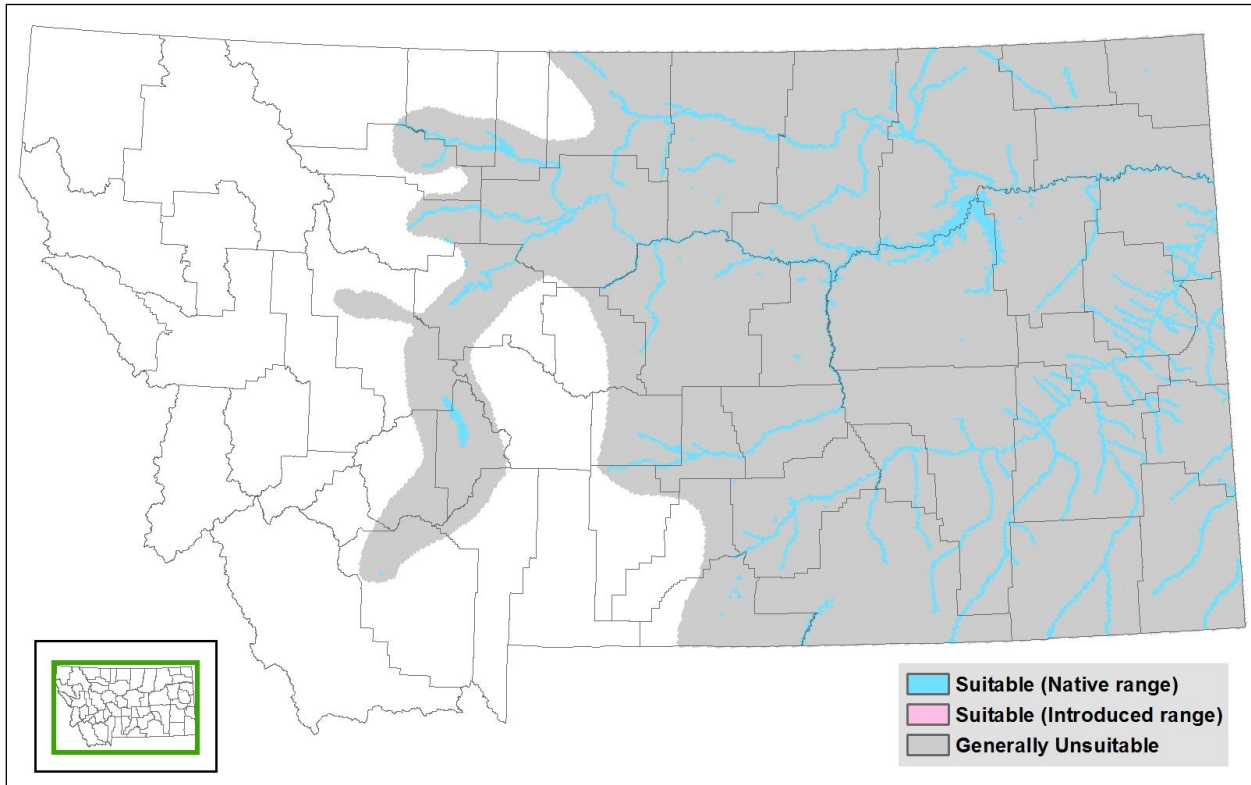 Suitable (Native range)
Suitable (Introduced range)
Generally Unsuitable